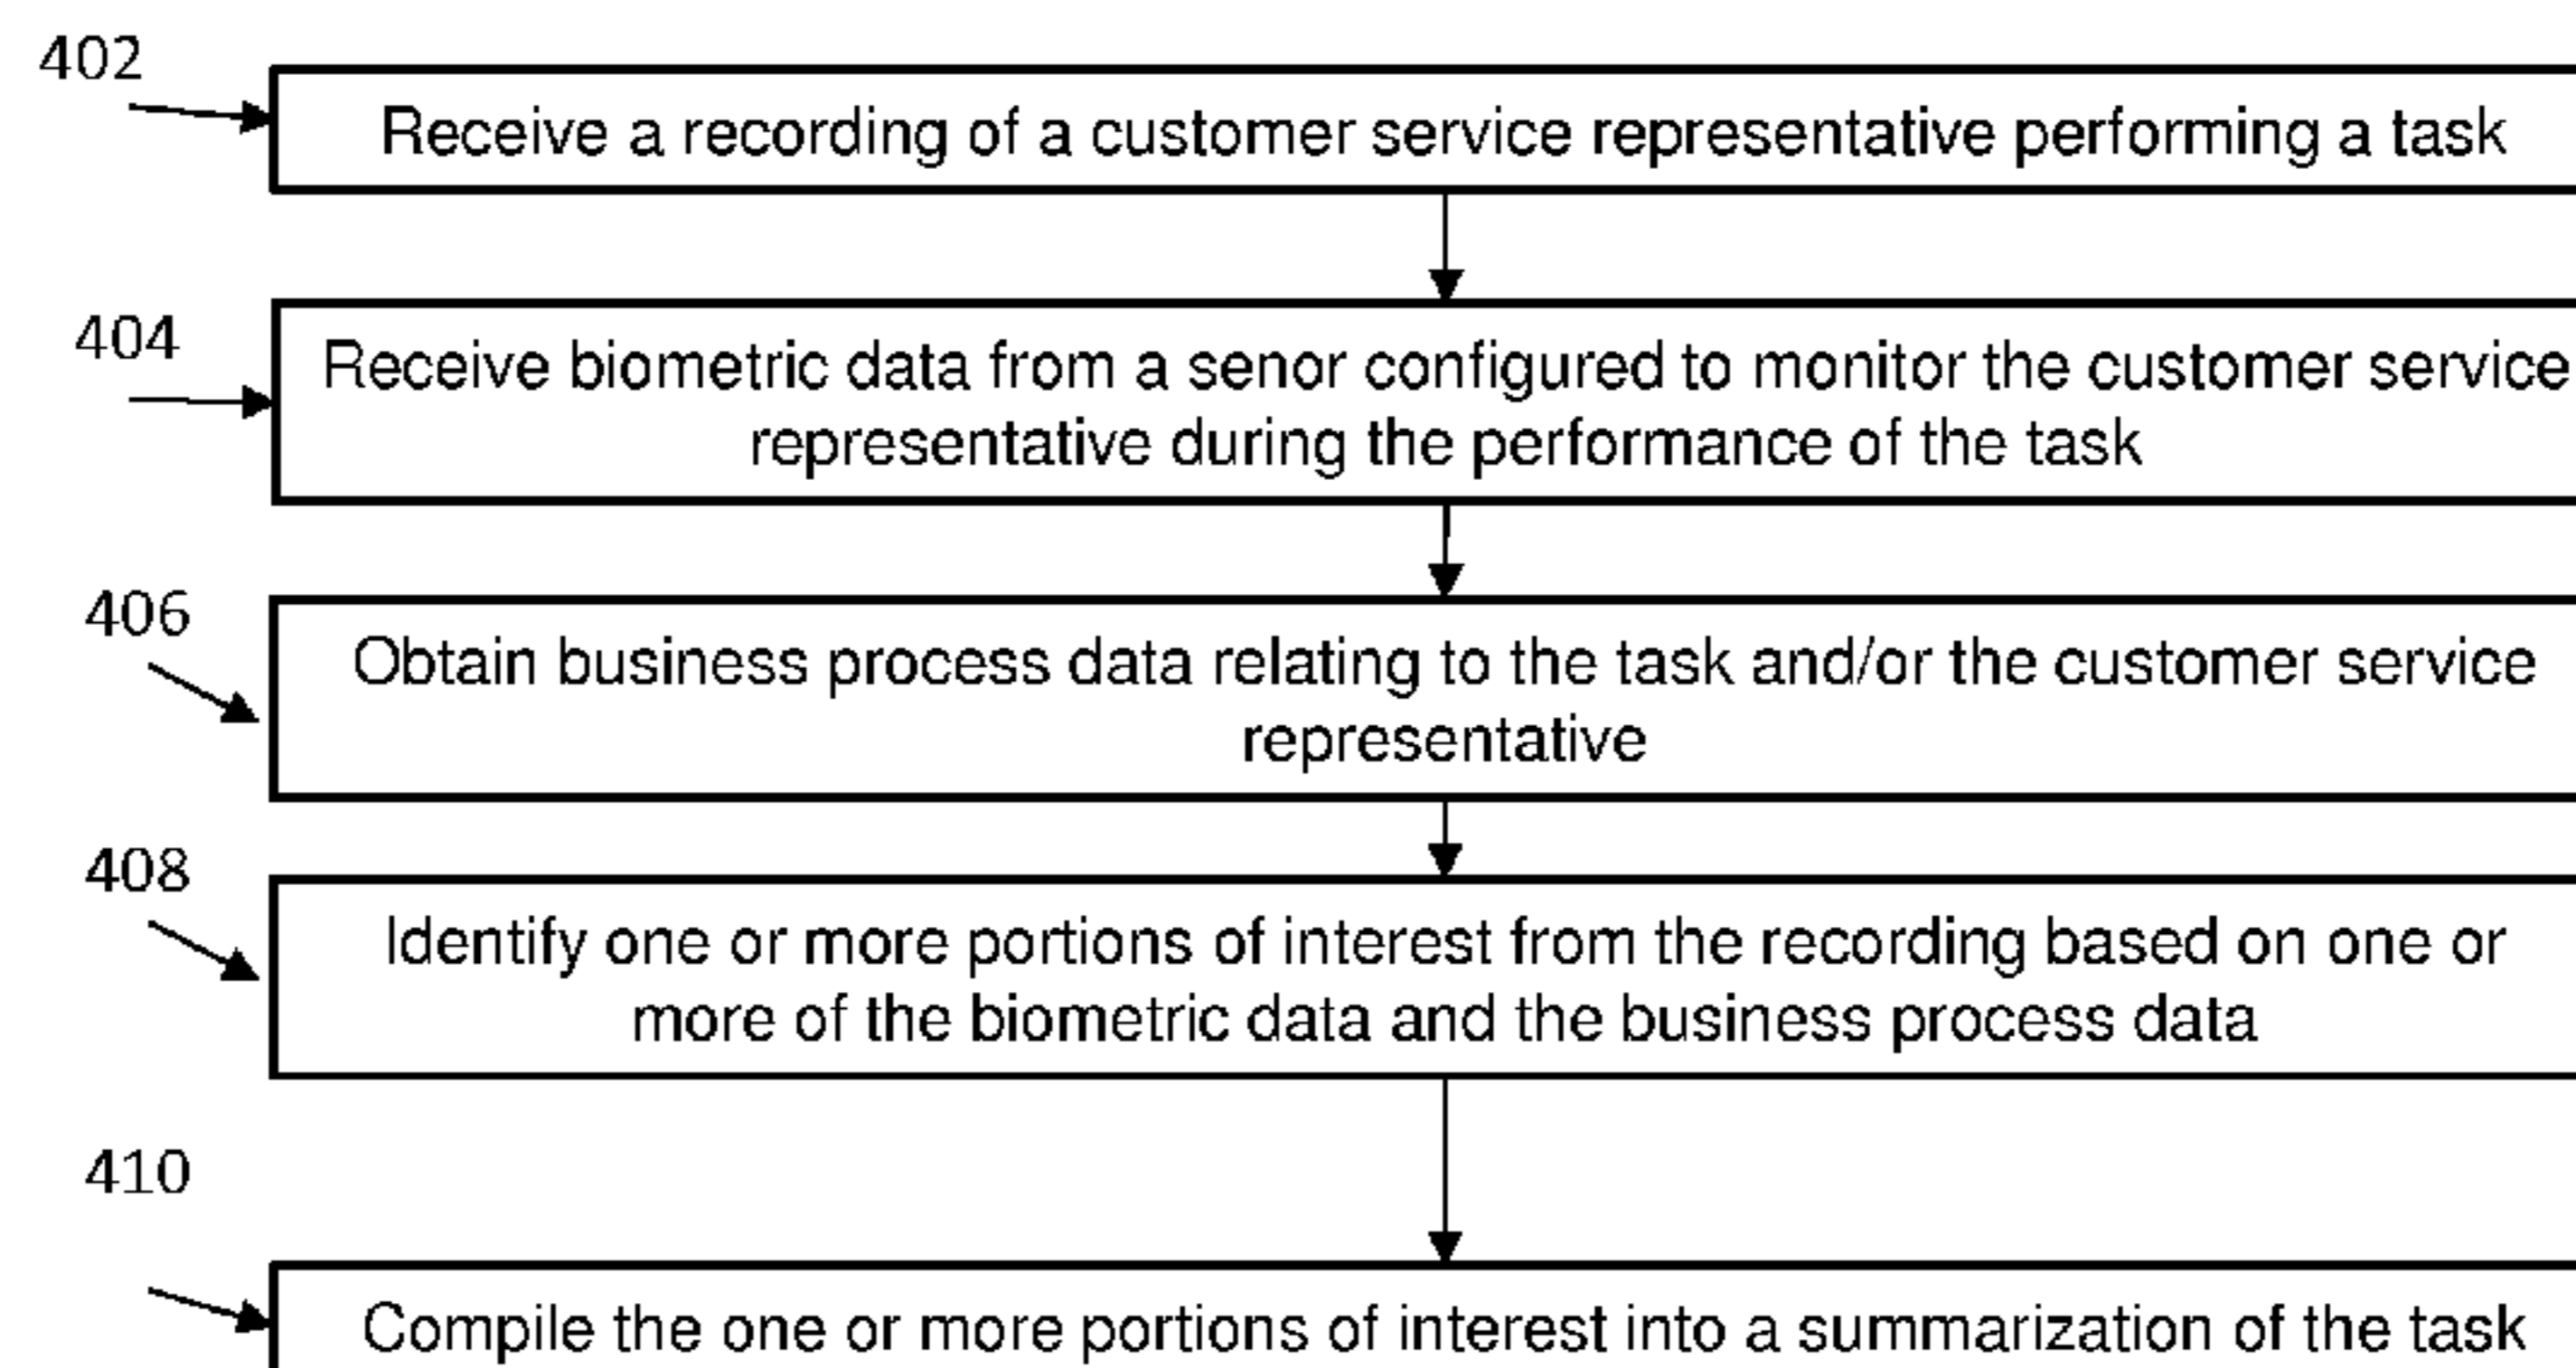 402
Receive a recording of a customer service representative performing a task
404
Receive biometric data from a senor configured to monitor the customer service
representative during the performance of the task
406
Obtain business process data relating to the task and/or the customer service
representative
408
Identify one or more portions of interest from the recording based on one or
more of the biometric data and the business process data
410
Compile the one or more portions of interest into a summarization of the task